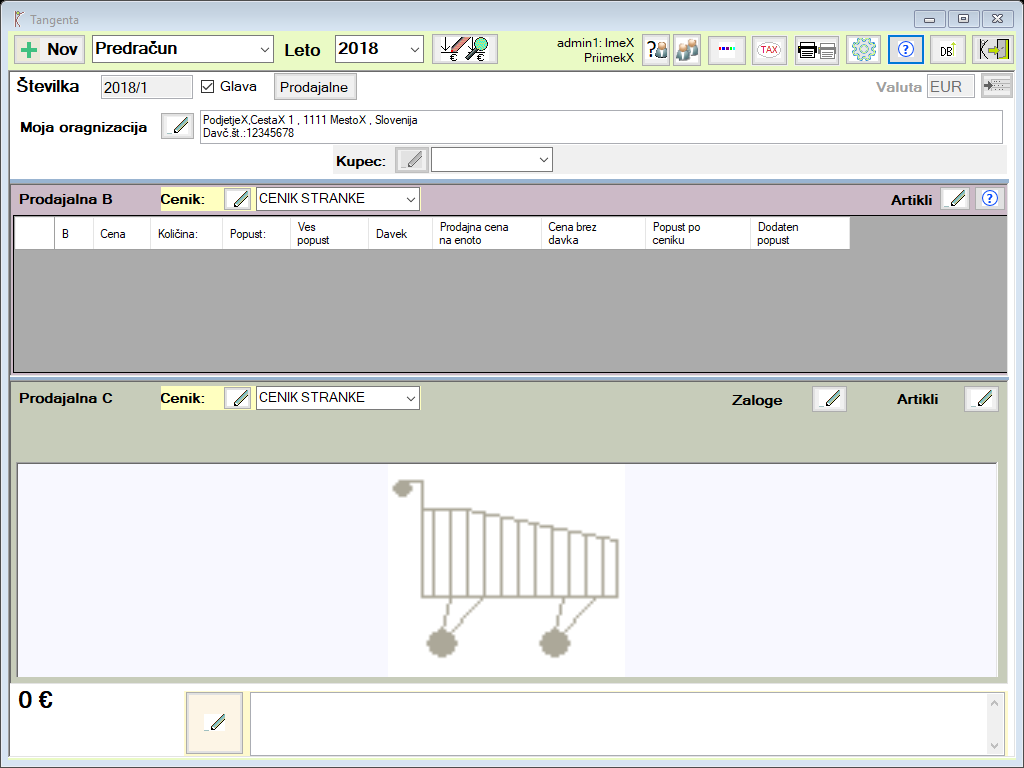 Tangenta
Nov Predračun Leto 2018 admin1: ImeX
PriimekX
TAX
DB
Številka 2018/1 Glava Prodajalne Valuta EUR
Moja oragnizacija PodjetjeX,CestaX 1 , 1111 MestoX , Slovenija
Davč.št.:12345678
Kupec:
Prodajalna B Cenik: CENIK STRANKE Artikli
B Cena Količina: Popust: Ves popust Davek Prodajna cena na enoto Cena brez davka Popust po ceniku Dodaten popust
Prodajalna C Cenik: CENIK STRANKE Zaloge Artikli
0 €